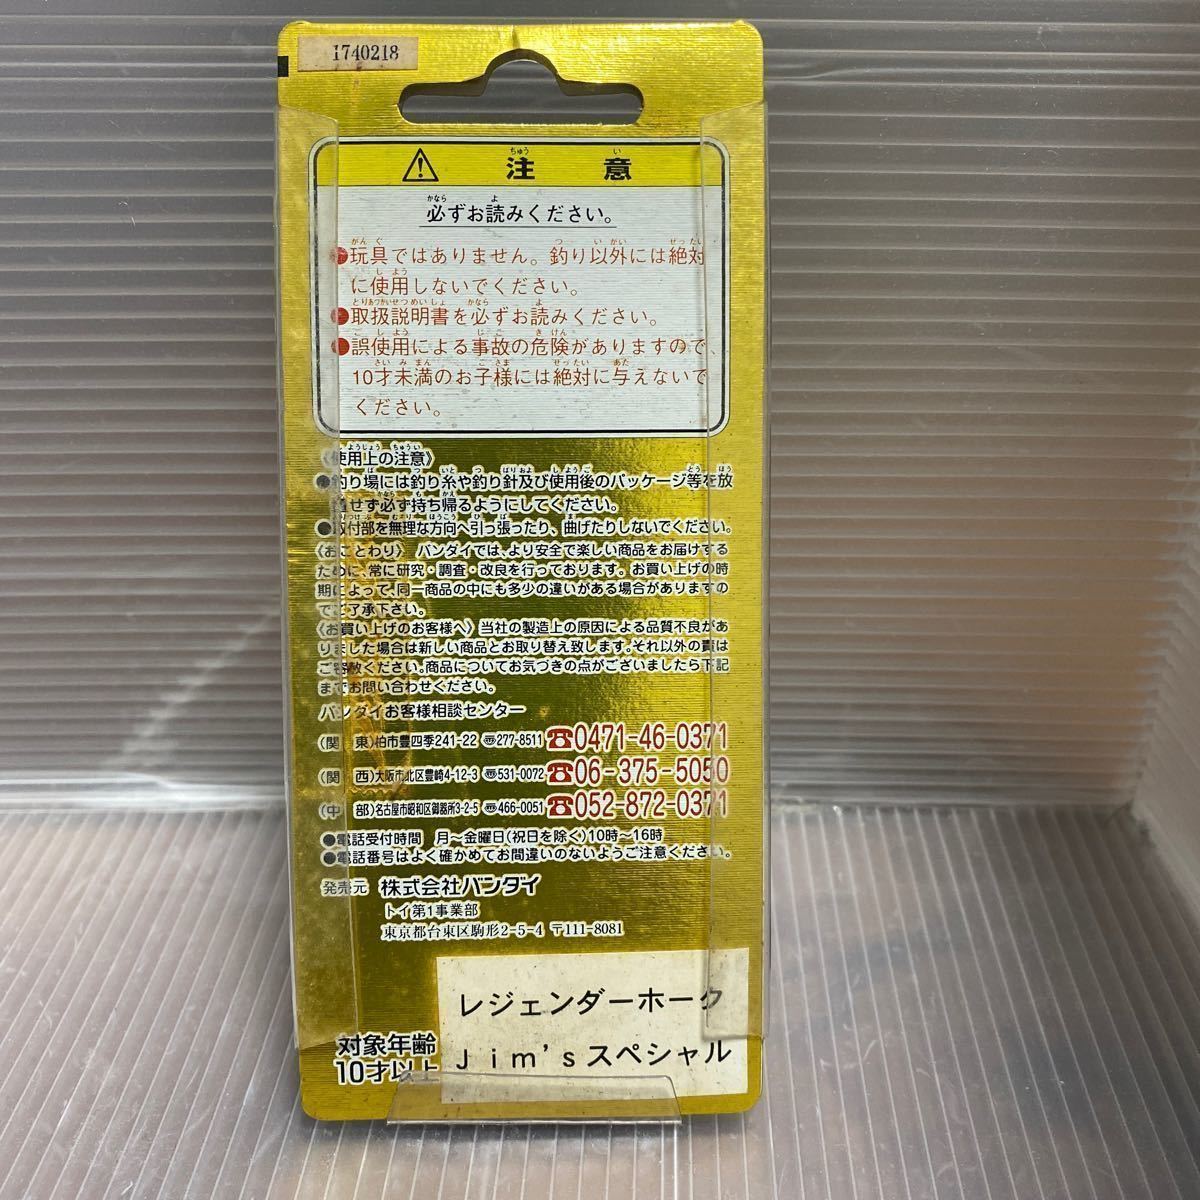 1740218
注意
必ずお読みください。
●玩具ではありません。釣り以外には絶対
に使用しないでください。
●取扱説明書を必ずお読みください。
●誤使用による事故の危険がありますので、
10才未満のお子様には絶対に与えないで
ください。
〈使用上の注意〉
●釣り場には釣り糸や釣り針及び使用後のパッケージ等を放
置せず必ず持ち帰るようにしてください。
●取付部を無理な方向へ引っ張ったり、曲げたりしないでください。
〈おことわり〉 バンダイでは、より安全で楽しい商品をお届けする
ために、常に研究・調査・改良を行っております。お買い上げの時
期によって、同一商品の中にも多少の違いがある場合がありますの
でご了承下さい。
〈お買い上げのお客様へ〉当社の製造上の原因による品質不良があ
りました場合は新しい商品とお取り替え致します。それ以外の責は
ご容赦ください。商品についてお気づきの点がございましたら下記
までお問い合わせください。
バンダイお客様相談センター
(関 東)柏市豊四季241-22 〠277-8511 ☎0471-46-0371
(関 西)大阪市北区豊崎4-12-3 〠531-0072 ☎06-375-5050
(中 部)名古屋市昭和区御器所3-2-5 〠466-0051 ☎052-872-0371
●電話受付時間 月〜金曜日(祝日を除く)10時〜16時
●電話番号はよく確かめてお間違いのないようご注意ください。
発売元 株式会社バンダイ
トイ第1事業部
東京都台東区駒形2-5-4 〒111-8081
対象年齢
10才以上
レジェンダーホーク
Jim'sスペシャル